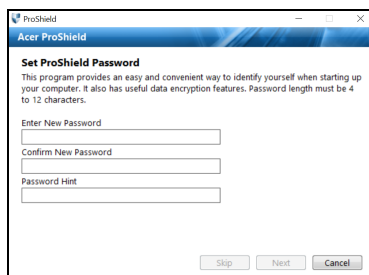 ProShield
Acer ProShield
Set ProShield Password
This program provides an easy and convenient way to identify yourself when starting up
your computer. It also has useful data encryption features. Password length must be 4
to 12 characters.
Enter New Password
Confirm New Password
Password Hint
Skip Next Cancel